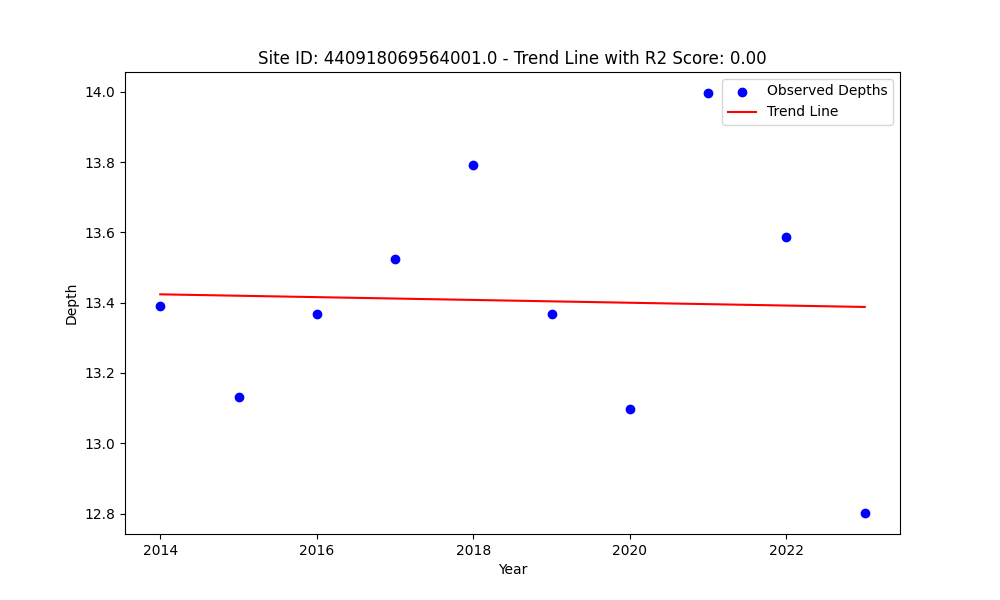 Site ID: 440918069564001.0 - Trend Line with R2 Score: 0.00
Observed Depths
Trend Line
14.0
13.8
13.6
13.4
13.2
13.0
12.8
Depth
2014
2016
2018
2020
2022
Year